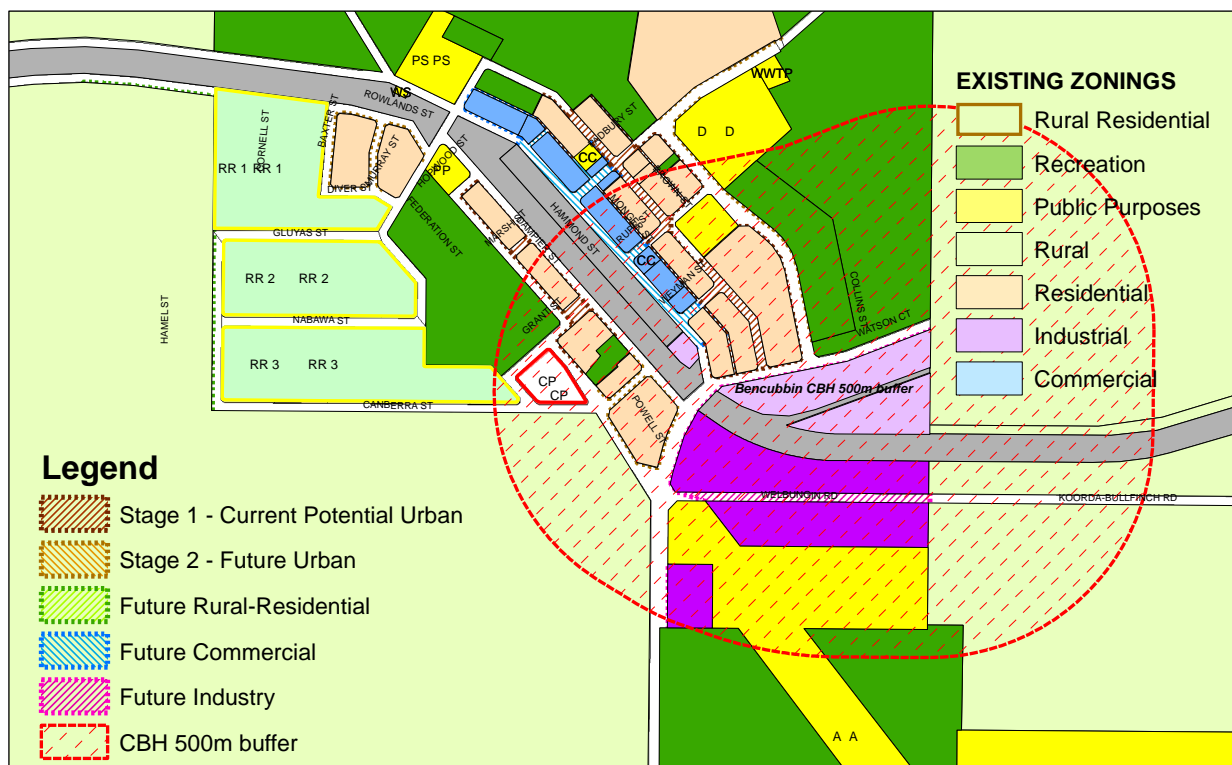 PS PS
WWTP
WS
ROWLANDS ST
EXISTING ZONINGS
Rural Residential
Recreation
Public Purposes
Rural
Residential
Industrial
Commercial
D D
CC
BAXTER ST
MURRAY ST
HOPWOOD ST
RR 1 RR 1
DIVER ST
FEDERATION ST
GLUYAS ST
HAMMOND ST
BROWN ST
CC
RR 2 RR 2
NABAWA ST
HAMEL ST
COLLINS ST
WATSON CT
RR 3 RR 3
CANBERRA ST
CP
CP
POWELL ST
Bencubbin CBH 500m buffer
WELBUNGIN RD
KOORDA-BULLFINCH RD
A A
Legend
Stage 1 - Current Potential Urban
Stage 2 - Future Urban
Future Rural-Residential
Future Commercial
Future Industry
CBH 500m buffer